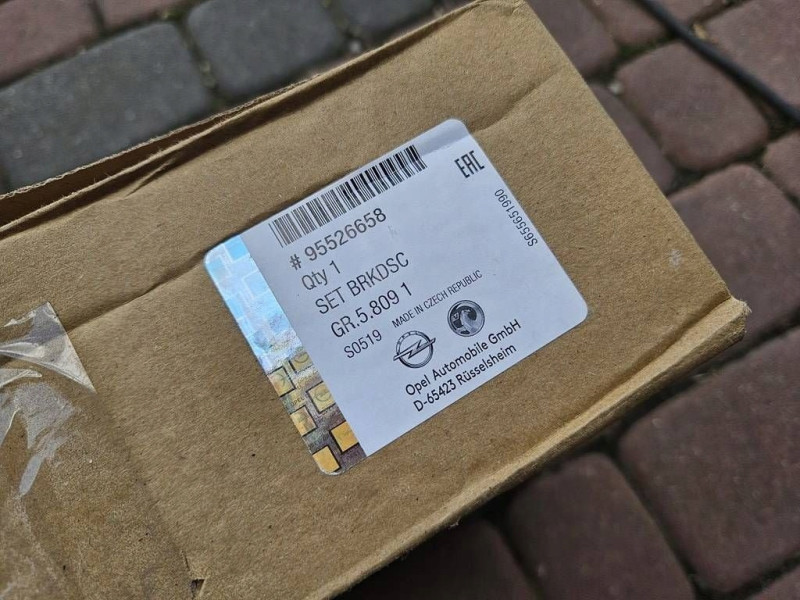 EAC
# 95526658
Qty 1
SET BRKDSC
GR.5.809 1
S0519 MADE IN CZECH REPUBLIC
S655651990
Opel Automobile GmbH
D-65423 Rüsselsheim